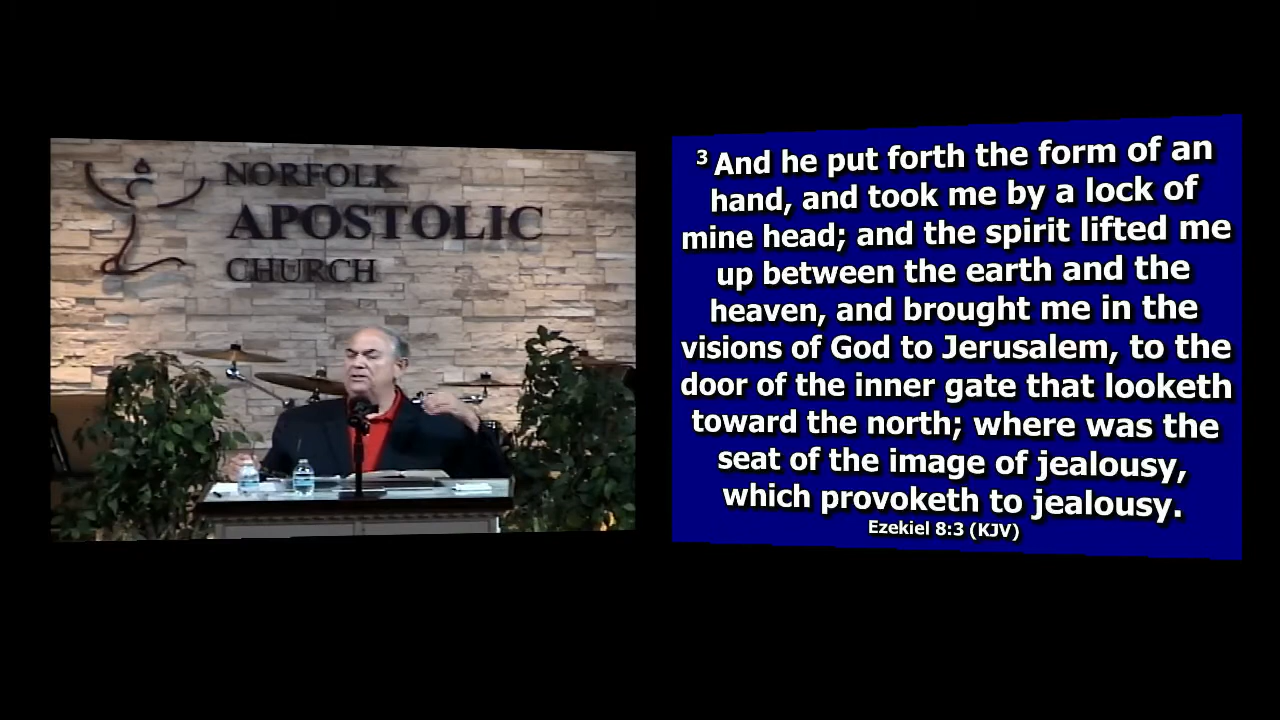 NORFOLK
APOSTOLIC
CHURCH
3 And he put forth the form of an
hand, and took me by a lock of
mine head; and the spirit lifted me
up between the earth and the
heaven, and brought me in the
visions of God to Jerusalem, to the
door of the inner gate that looketh
toward the north; where was the
seat of the image of jealousy,
which provoketh to jealousy.
Ezekiel 8:3 (KJV)